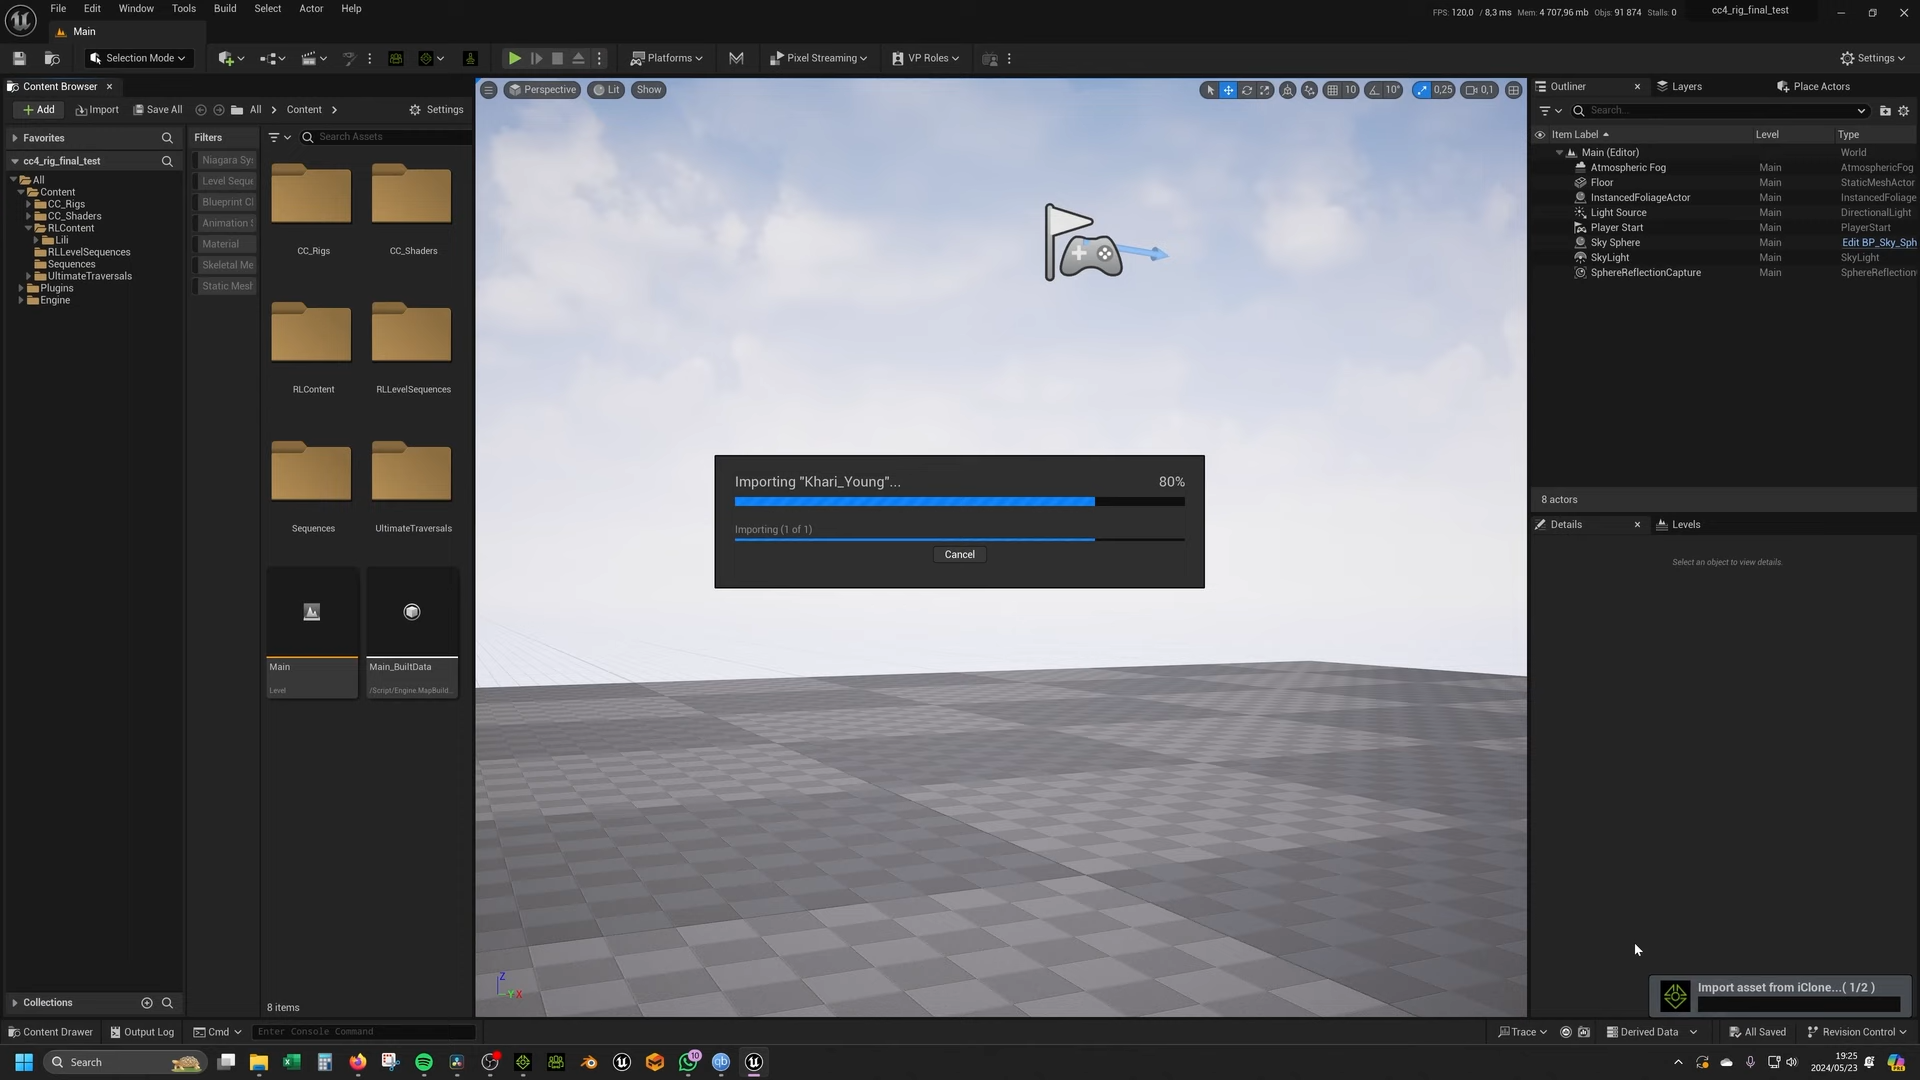 File Edit Window Tools Build Select Actor Help
FPS: 120,0 / 8,3 ms Mem: 4 707,96 mb Objs: 91 874 Stalls: 0
cc4_rig_final_test
Main
Selection Mode
Platforms
Pixel Streaming
VP Roles
Settings
Content Browser
Add
Import
Save All
All
Content
Settings
Favorites
cc4_rig_final_test
All
Content
CC_Rigs
CC_Shaders
RLContent
Lili
RLLevelSequences
Sequences
UltimateTraversals
Plugins
Engine
Collections
Filters
Niagara Sy
Level Sequ
Blueprint Cl
Animation
Material
Skeletal Me
Static Mesh
Search Assets
CC_Rigs
CC_Shaders
RLContent
RLLevelSequences
Sequences
UltimateTraversals
Main
Level
Main_BuiltData
/Script/Engine.MapBuild...
8 items
Perspective
Lit
Show
10
10°
0,25
0,1
Importing "Khari_Young"...
80%
Importing (1 of 1)
Cancel
Z
Y X
Outliner
Layers
Place Actors
Search...
Item Label Level Type
Main (Editor) World
Atmospheric Fog Main AtmosphericFog
Floor Main StaticMeshActor
InstancedFoliageActor Main InstancedFoliage
Light Source Main DirectionalLight
Player Start Main PlayerStart
Sky Sphere Main Edit BP_Sky_Sph
SkyLight Main SkyLight
SphereReflectionCapture Main SphereReflection
8 actors
Details
Levels
Select an object to view details.
Import asset from iClone...( 1/2 )
Content Drawer
Output Log
Cmd
Enter Console Command
Trace
Derived Data
All Saved
Revision Control
Search
10
qb
19:25
2024/05/23